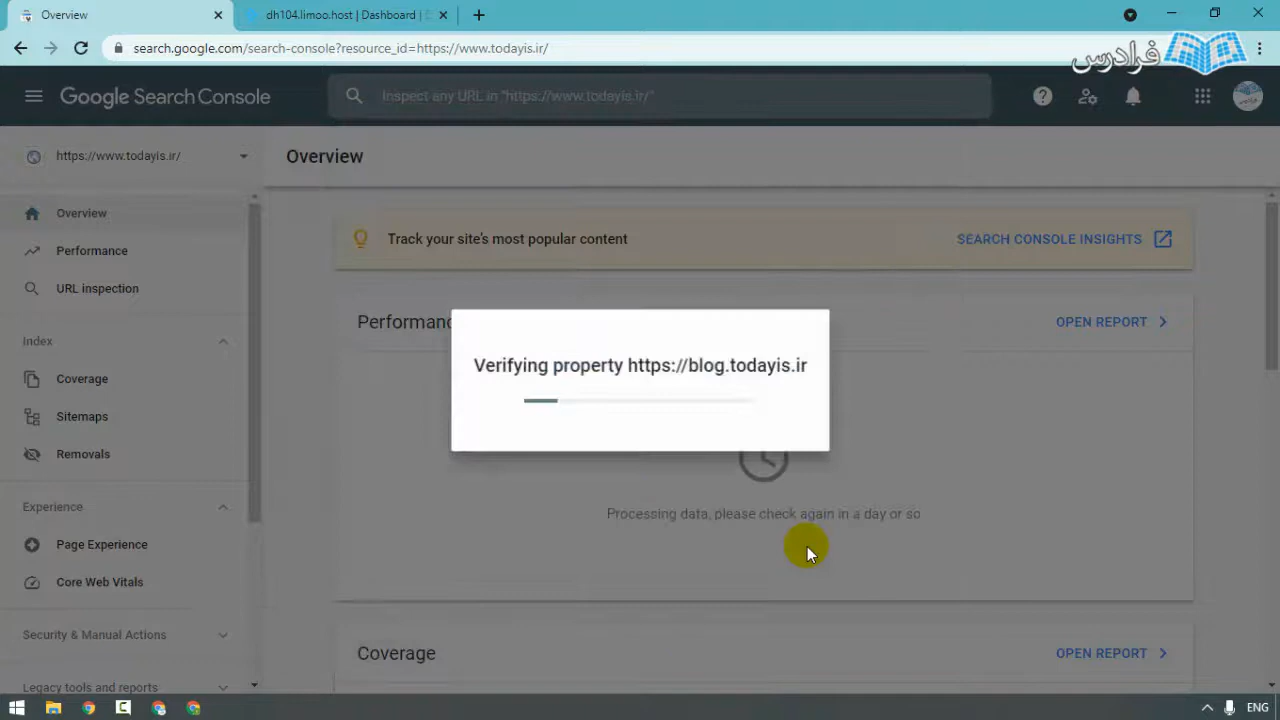 Overview
dh104.limoo.host | Dashboard |
search.google.com/search-console?resource_id=https://www.todayis.ir/
فرادرس
Google Search Console
Inspect any URL in "https://www.todayis.ir/"
https://www.todayis.ir/
Overview
Overview
Performance
URL inspection
Index
Coverage
Sitemaps
Removals
Experience
Page Experience
Core Web Vitals
Security & Manual Actions
Legacy tools and reports
Track your site's most popular content
SEARCH CONSOLE INSIGHTS
Performanc
OPEN REPORT
Verifying property https://blog.todayis.ir
Processing data, please check again in a day or so
Coverage
OPEN REPORT
ENG